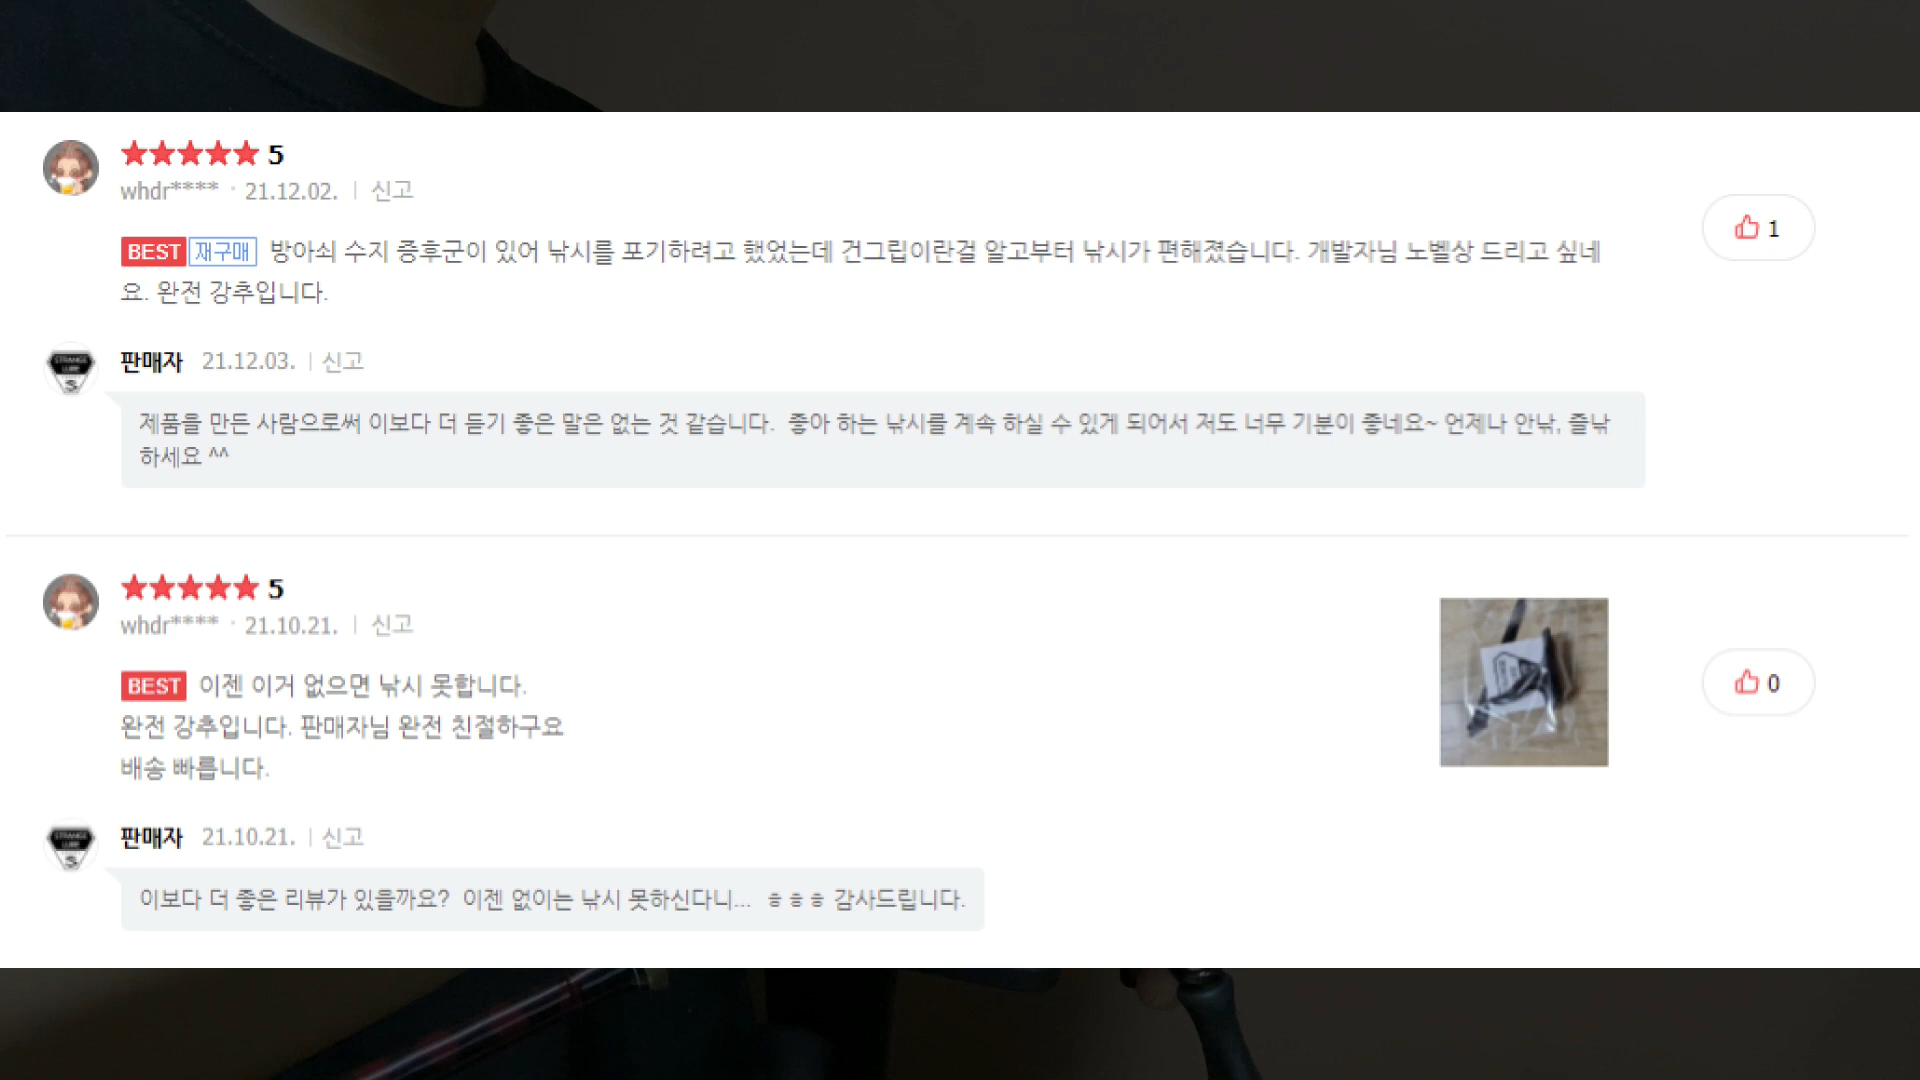 5
whdr**** · 21.12.02. | 신고
BEST 재구매 방아쇠 수지 증후군이 있어 낚시를 포기하려고 했었는데 건그립이란걸 알고부터 낚시가 편해졌습니다. 개발자님 노벨상 드리고 싶네
요. 완전 강추입니다.
1
판매자 21.12.03. | 신고
제품을 만든 사람으로써 이보다 더 듣기 좋은 말은 없는 것 같습니다. 좋아 하는 낚시를 계속 하실 수 있게 되어서 저도 너무 기분이 좋네요~ 언제나 안낚, 즐낚
하세요 ^^
5
whdr**** · 21.10.21. | 신고
BEST 이젠 이거 없으면 낚시 못합니다.
완전 강추입니다. 판매자님 완전 친절하구요
배송 빠릅니다.
0
판매자 21.10.21. | 신고
이보다 더 좋은 리뷰가 있을까요? 이젠 없이는 낚시 못하신다니... ㅎㅎㅎ 감사드립니다.